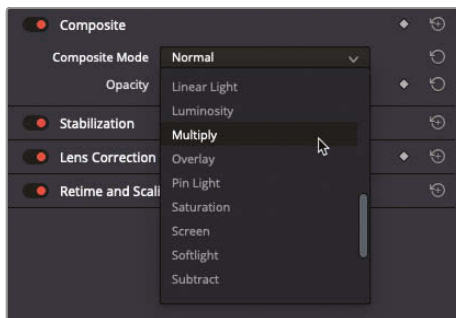 Composite
Composite Mode Normal
Opacity
Linear Light
Luminosity
Stabilization
Multiply
Lens Correction
Overlay
Pin Light
Retime and Scali
Saturation
Screen
Softlight
Subtract